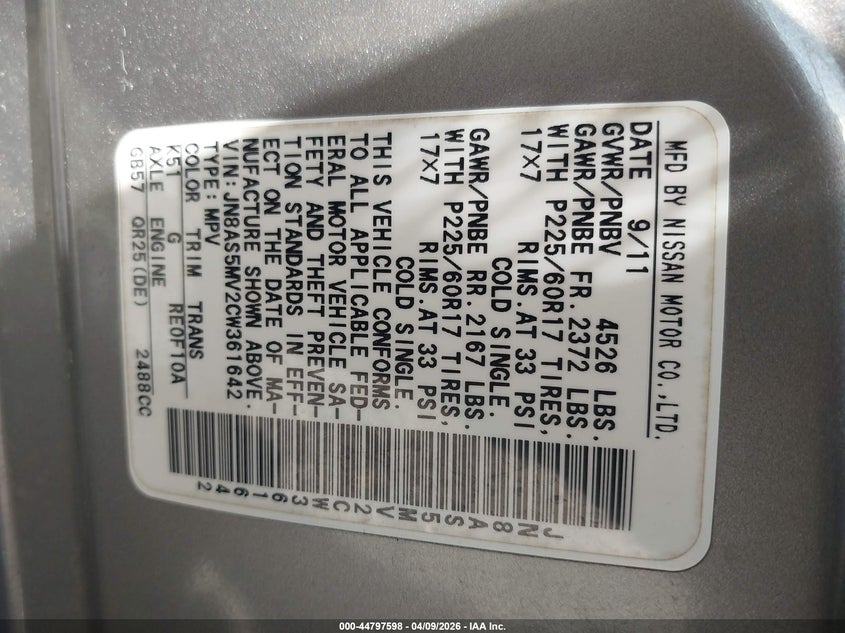 MFD BY NISSAN MOTOR CO.,LTD.
DATE 9/11
GVWR/PNBV 4526 LBS.
GAWR/PNBE FR. 2372 LBS.
WITH P225/60R17 TIRES,
17X7 RIMS.AT 33 PSI
COLD SINGLE.
GAWR/PNBE RR. 2167 LBS.
WITH P225/60R17 TIRES,
17X7 RIMS.AT 33 PSI
COLD SINGLE.
THIS VEHICLE CONFORMS
TO ALL APPLICABLE FED-
ERAL MOTOR VEHICLE SA-
FETY AND THEFT PREVEN-
TION STANDARDS IN EFF-
ECT ON THE DATE OF MA-
NUFACTURE SHOWN ABOVE.
VIN:JN8AS5MV2CW361642
TYPE:MPV
COLOR TRIM TRANS
K51 G RE0F10A
AXLE ENGINE
GB57 QR25(DE) 2488CC
JN8AS5MV2CW361642
000-44797598 - 04/09/2026 - IAA Inc.